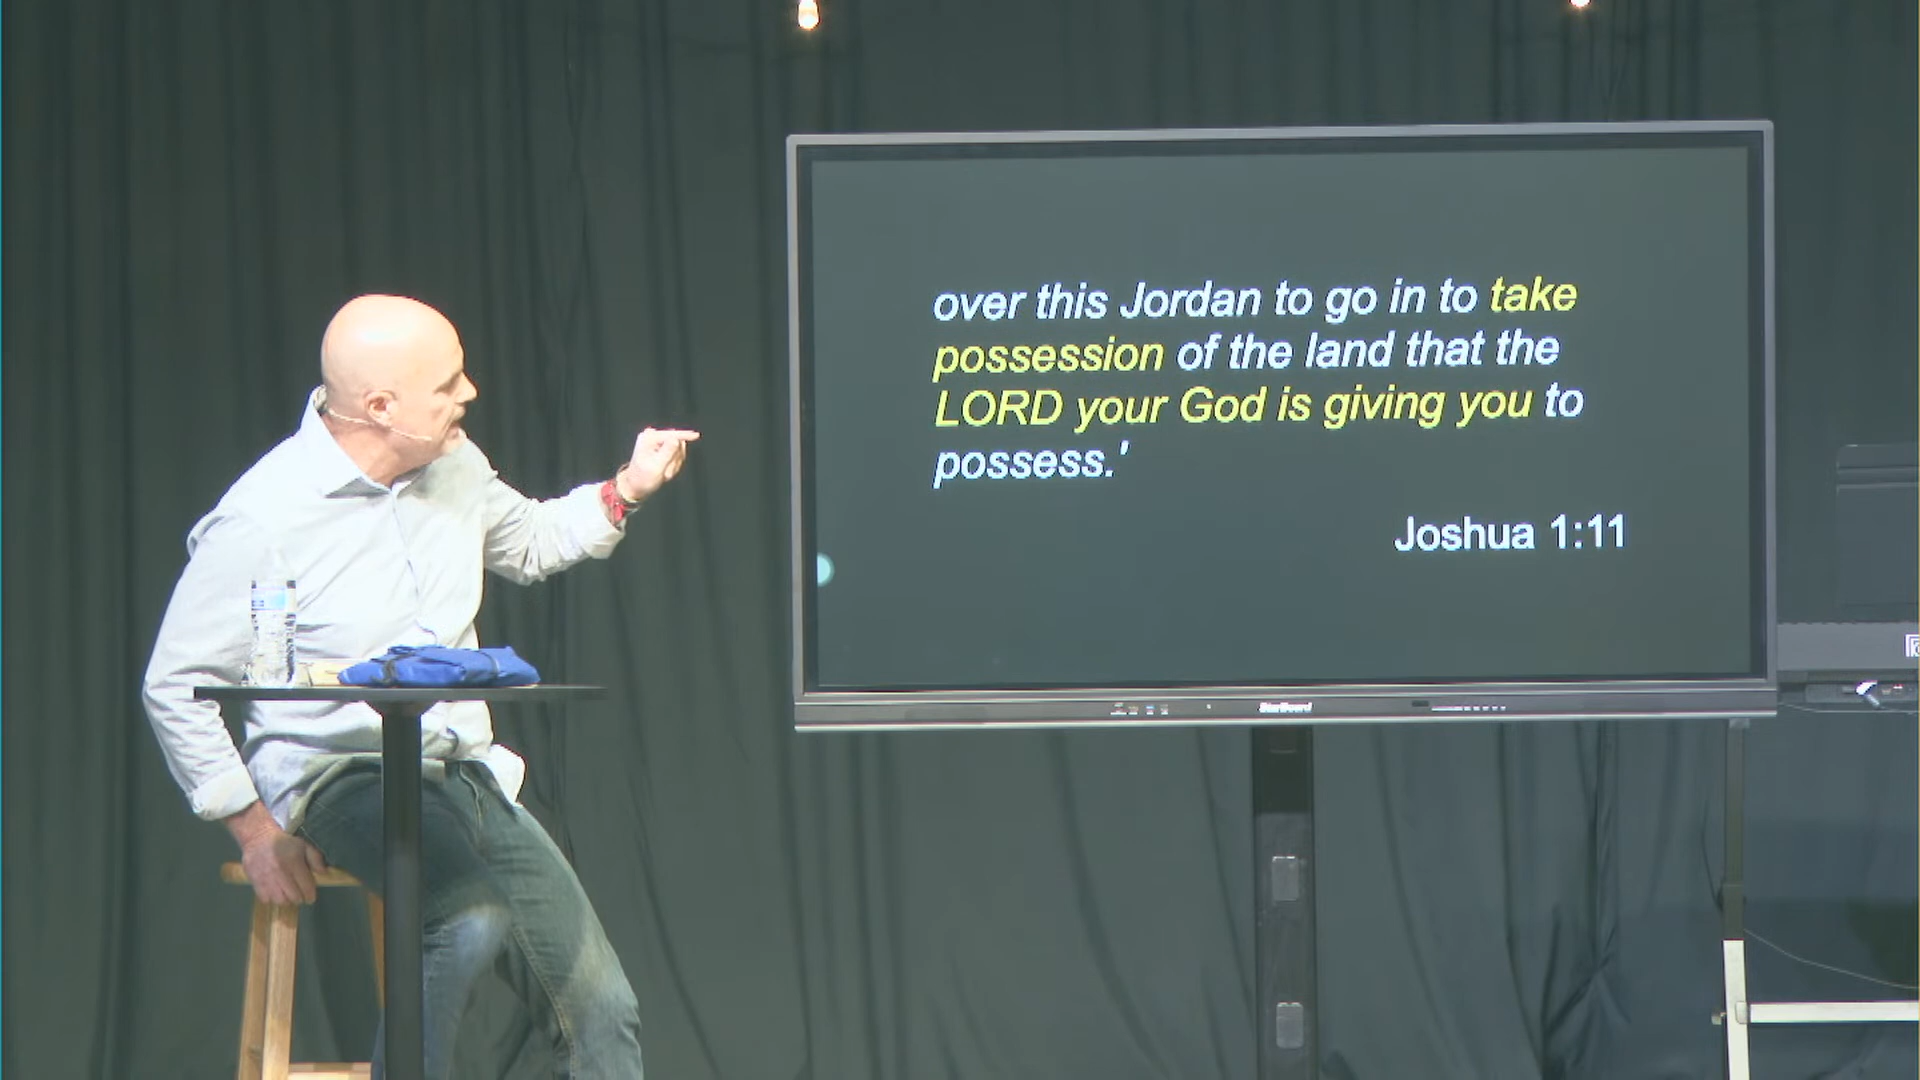 over this Jordan to go in to take
possession of the land that the
LORD your God is giving you to
possess.'
Joshua 1:11
StarBoard